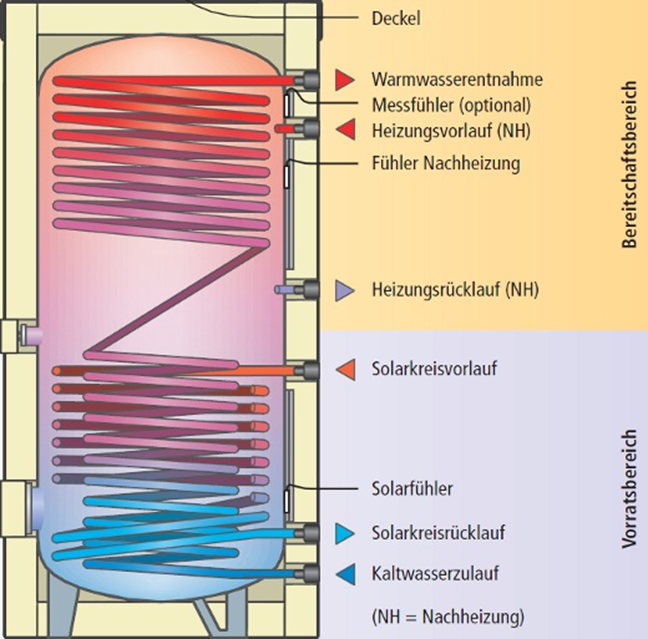 Deckel
Warmwasserentnahme
Messfühler (optional)
Heizungsvorlauf (NH)
Fühler Nachheizung
Heizungsrücklauf (NH)
Bereitschaftsbereich
Solarkreisvorlauf
Solarfühler
Solarkreisrücklauf
Kaltwasserzulauf
(NH = Nachheizung)
Vorratsbereich